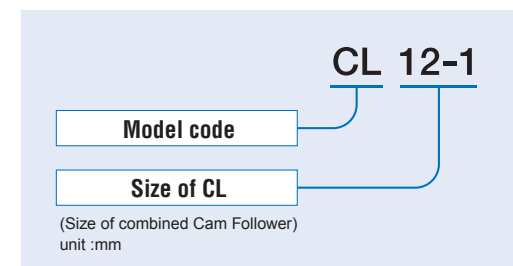 CL 12-1
Model code
Size of CL
(Size of combined Cam Follower)
unit :mm